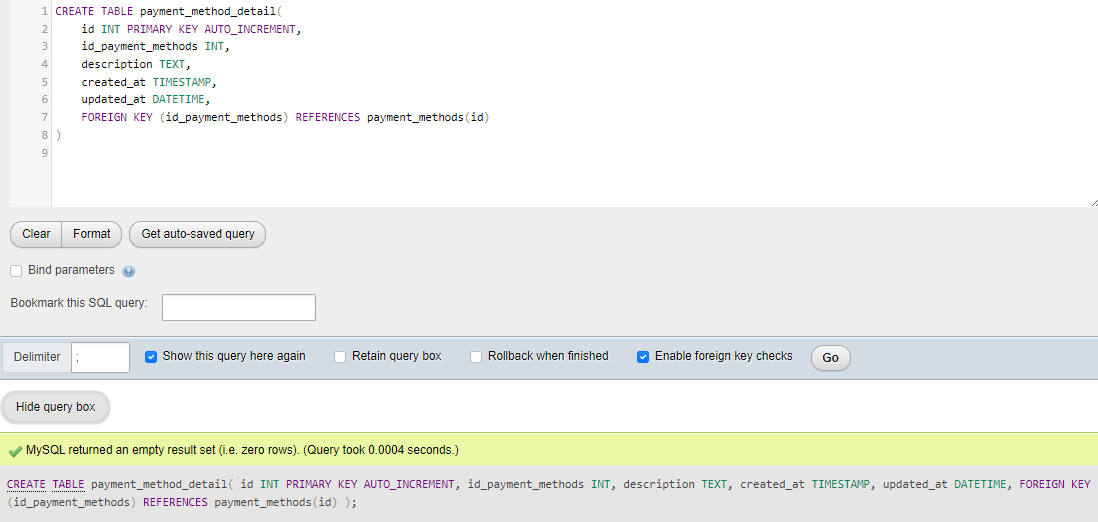 1 CREATE TABLE payment_method_detail(
2 id INT PRIMARY KEY AUTO_INCREMENT,
3 id_payment_methods INT,
4 description TEXT,
5 created_at TIMESTAMP,
6 updated_at DATETIME,
7 FOREIGN KEY (id_payment_methods) REFERENCES payment_methods(id)
8 )
9
Clear Format Get auto-saved query
Bind parameters
Bookmark this SQL query:
Delimiter ; Show this query here again Retain query box Rollback when finished Enable foreign key checks Go
Hide query box
MySQL returned an empty result set (i.e. zero rows). (Query took 0.0004 seconds.)
CREATE TABLE payment_method_detail( id INT PRIMARY KEY AUTO_INCREMENT, id_payment_methods INT, description TEXT, created_at TIMESTAMP, updated_at DATETIME, FOREIGN KEY
(id_payment_methods) REFERENCES payment_methods(id) );